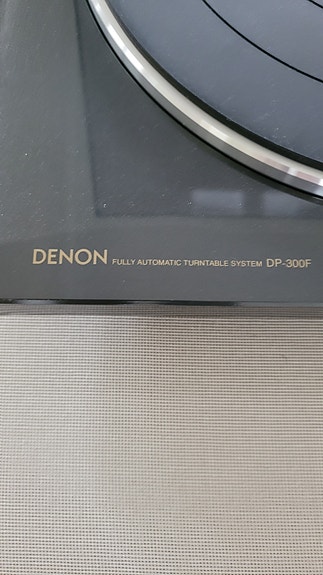 DENON FULLY AUTOMATIC TURNTABLE SYSTEM DP-300F